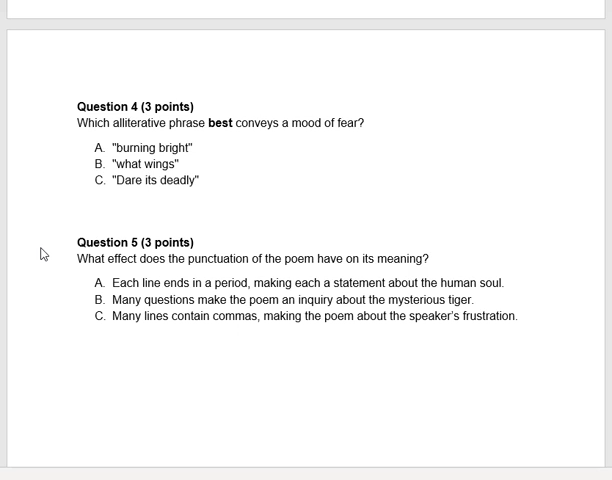 Question 4 (3 points)
Which alliterative phrase best conveys a mood of fear?
A. "burning bright"
B. "what wings"
C. "Dare its deadly"
Question 5 (3 points)
What effect does the punctuation of the poem have on its meaning?
A. Each line ends in a period, making each a statement about the human soul.
B. Many questions make the poem an inquiry about the mysterious tiger.
C. Many lines contain commas, making the poem about the speaker’s frustration.